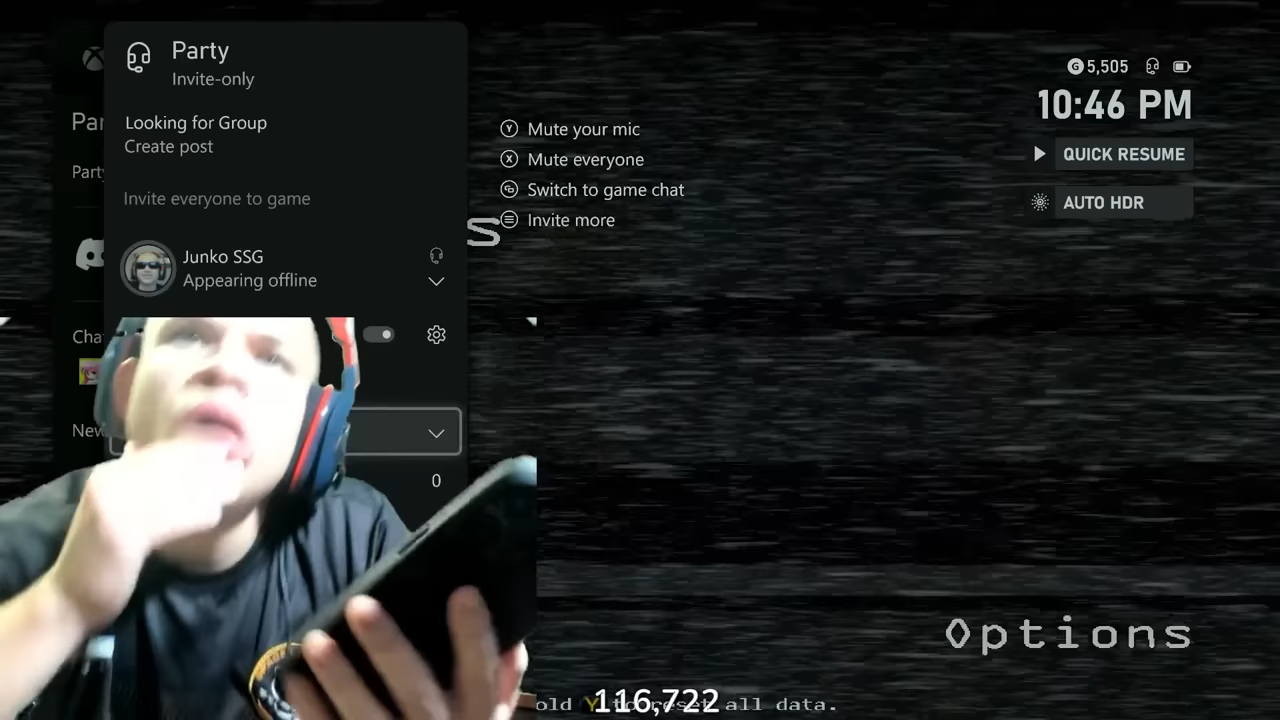 Party
Invite-only
Looking for Group
Create post
Invite everyone to game
Junko SSG
Appearing offline
0
Y Mute your mic
X Mute everyone
Switch to game chat
Invite more
G 5,505
10:46 PM
QUICK RESUME
AUTO HDR
Options
116,722
reset all data.